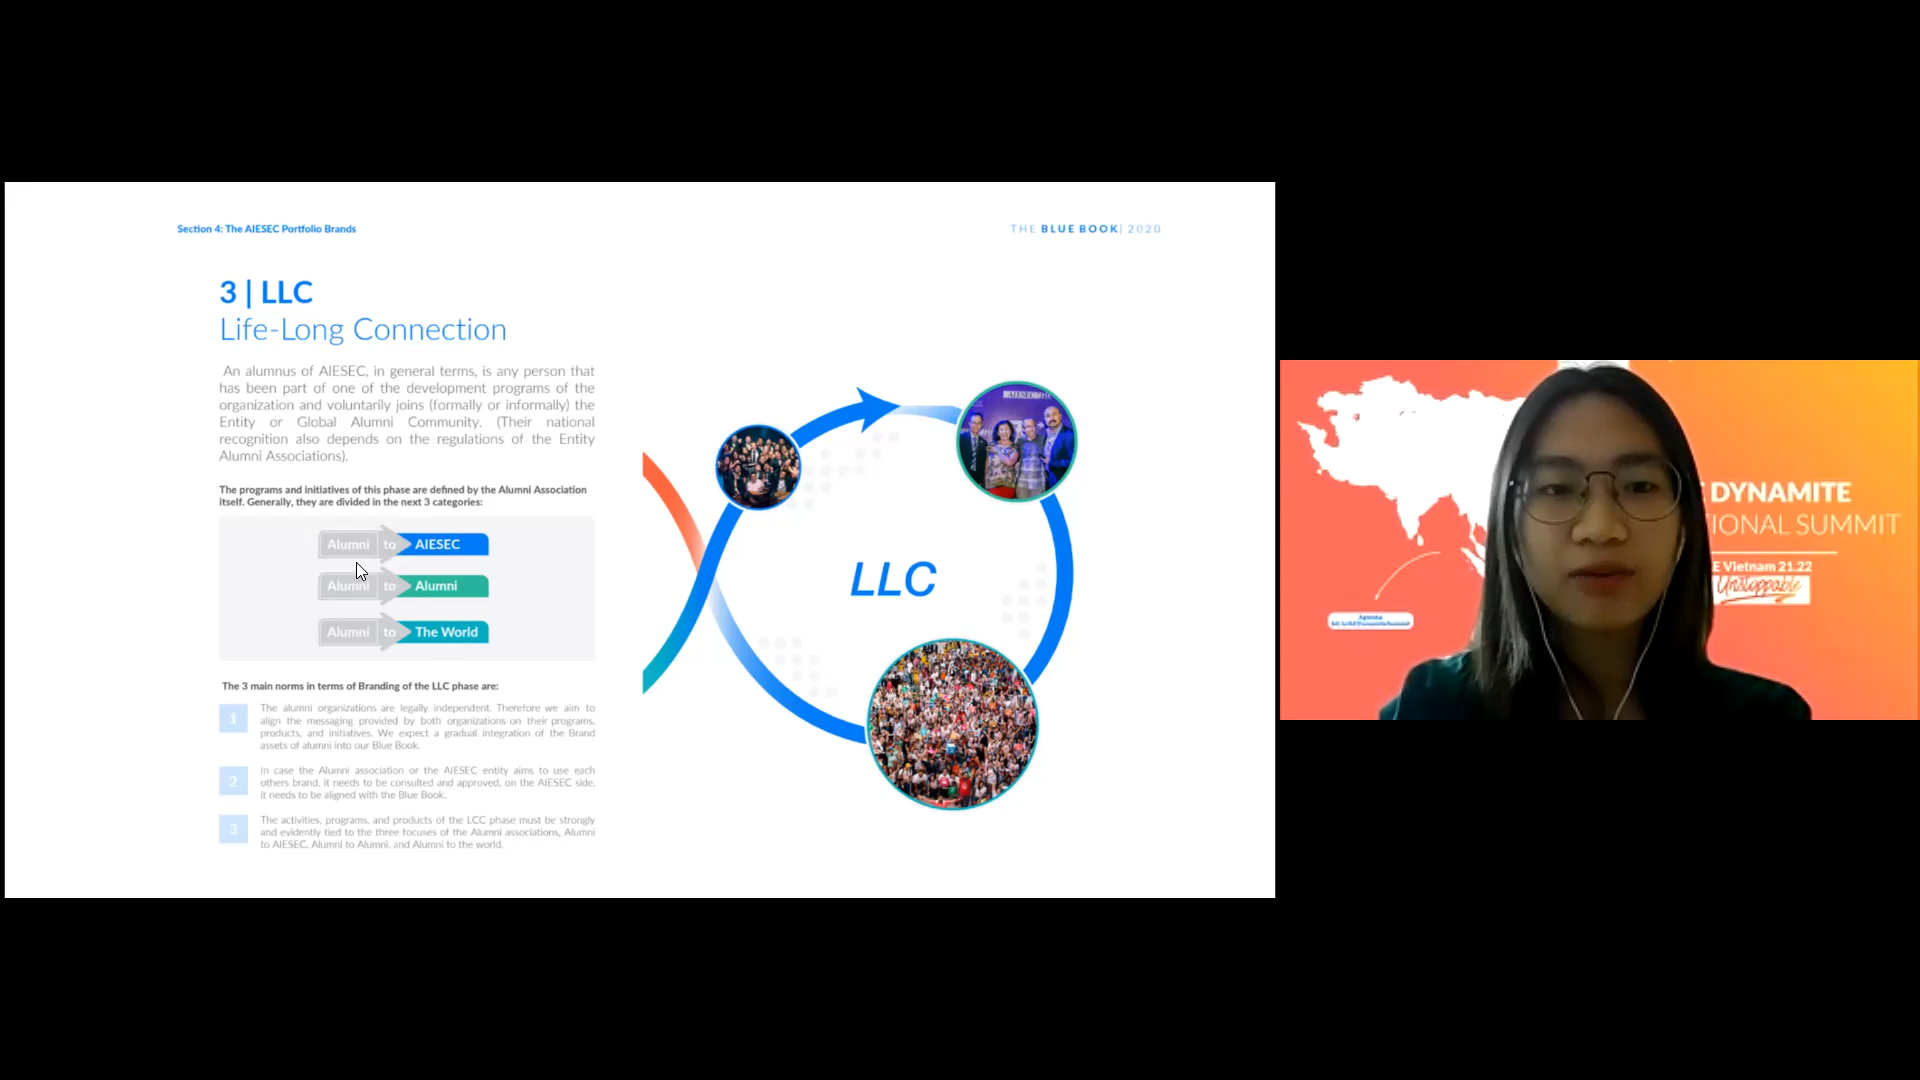 Section 4: The AIESEC Portfolio Brands
THE BLUE BOOK| 2020
3 | LLC
Life-Long Connection
An alumnus of AIESEC, in general terms, is any person that
has been part of one of the development programs of the
organization and voluntarily joins (formally or informally) the
Entity or Global Alumni Community. (Their national
recognition also depends on the regulations of the Entity
Alumni Associations).
The programs and initiatives of this phase are defined by the Alumni Association
itself. Generally, they are divided in the next 3 categories:
Alumni to AIESEC
Alumni to Alumni
Alumni to The World
The 3 main norms in terms of Branding of the LLC phase are:
1
The alumni organizations are legally independent. Therefore we aim to
align the messaging provided by both organizations on their programs,
products, and initiatives. We expect a gradual integration of the Brand
assets of alumni into our Blue Book.
2
In case the Alumni association or the AIESEC entity aims to use each
others brand, it needs to be consulted and approved, on the AIESEC side,
it needs to be aligned with the Blue Book.
3
The activities, programs, and products of the LCC phase must be strongly
and evidently tied to the three focuses of the Alumni associations, Alumni
to AIESEC, Alumni to Alumni, and Alumni to the world.
LLC
AIESEC
DYNAMITE
IONAL SUMMIT
E Vietnam 21.22
Unstoppable